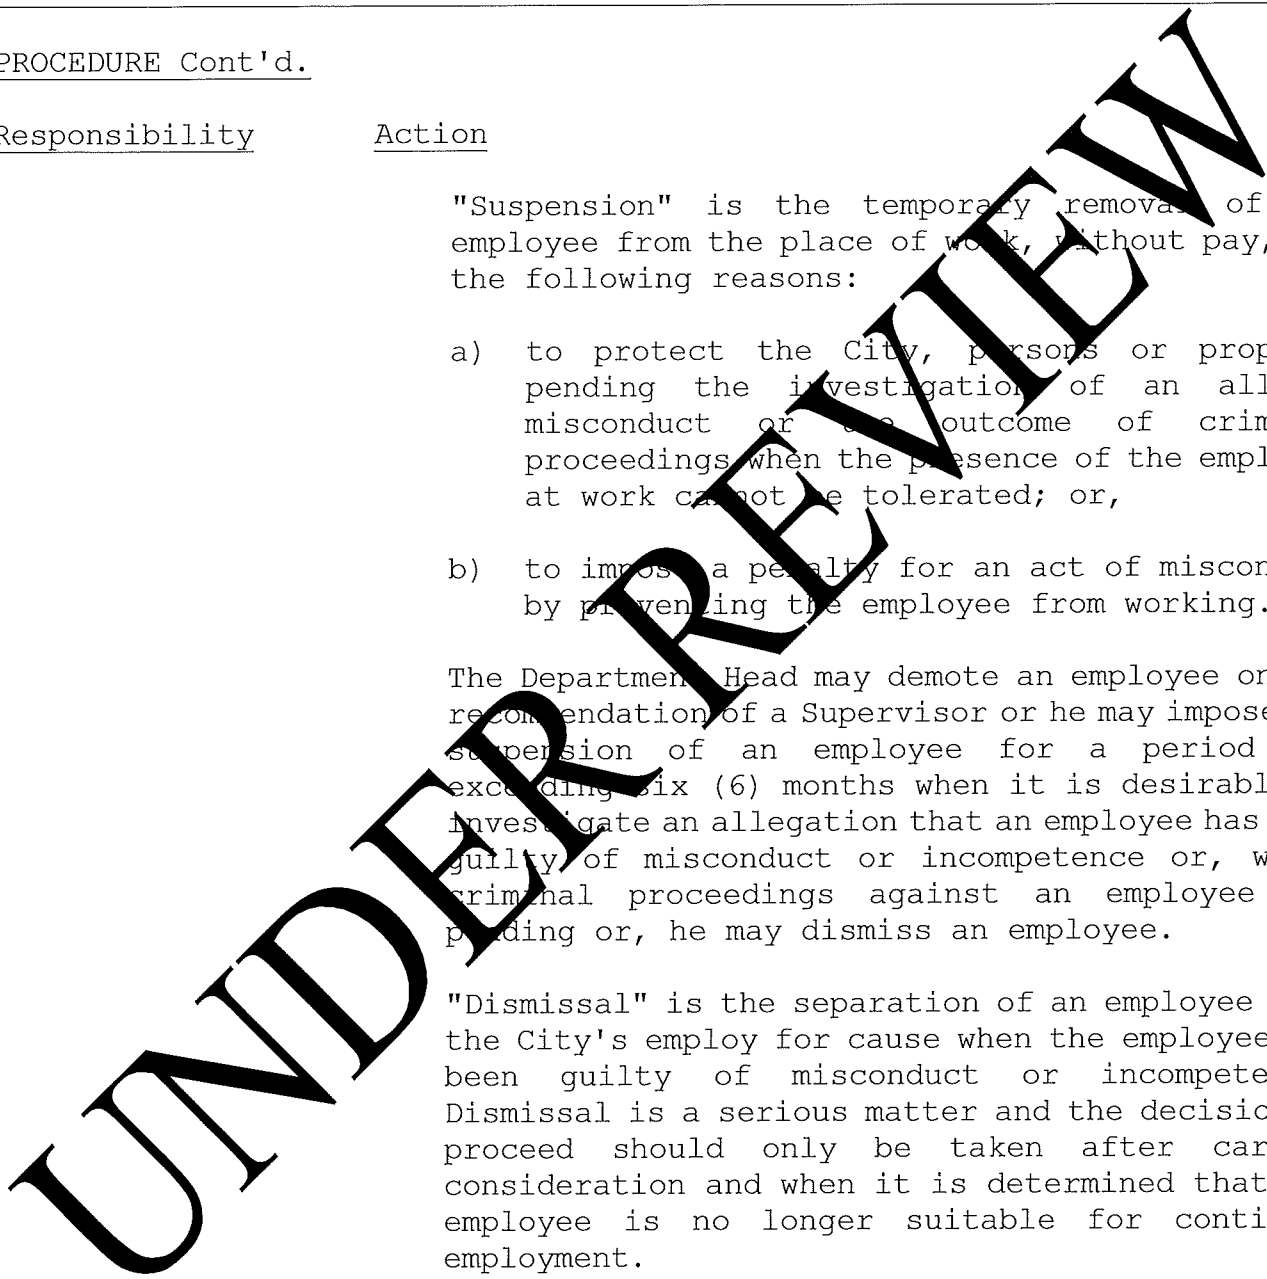 PROCEDURE Cont'd.
Responsibility Action
"Suspension" is the temporary removal of
employee from the place of work, without pay,
the following reasons:
a) to protect the City, persons or prop
pending the investigation of an all
misconduct or the outcome of crim
proceedings when the presence of the empl
at work cannot be tolerated; or,
b) to impose a penalty for an act of miscon
by preventing the employee from working.
The Department Head may demote an employee on
recommendation of a Supervisor or he may impose
suspension of an employee for a period
exceeding six (6) months when it is desirabl
investigate an allegation that an employee has
guilty of misconduct or incompetence or, w
criminal proceedings against an employee
pending or, he may dismiss an employee.
"Dismissal" is the separation of an employee
the City's employ for cause when the employee
been guilty of misconduct or incompete
Dismissal is a serious matter and the decisio
proceed should only be taken after car
consideration and when it is determined that
employee is no longer suitable for conti
employment.
UNDER REVIEW